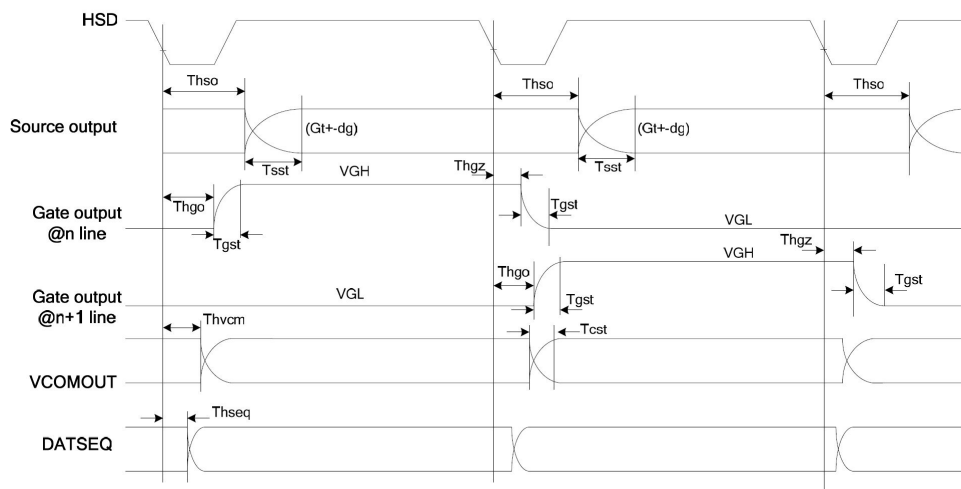 HSD
Thso Thso Thso
Source output (Gt+-dg) (Gt+-dg)
Tsst Tsst
VGH Thgz
Thgo Tgst
Gate output
@n line
VGL
Tgst
VGH Thgz
Thgo Tgst Tgst
Gate output
@n+1 line
VGL
Thvcm Tcst
VCOMOUT
Thseq
DATSEQ